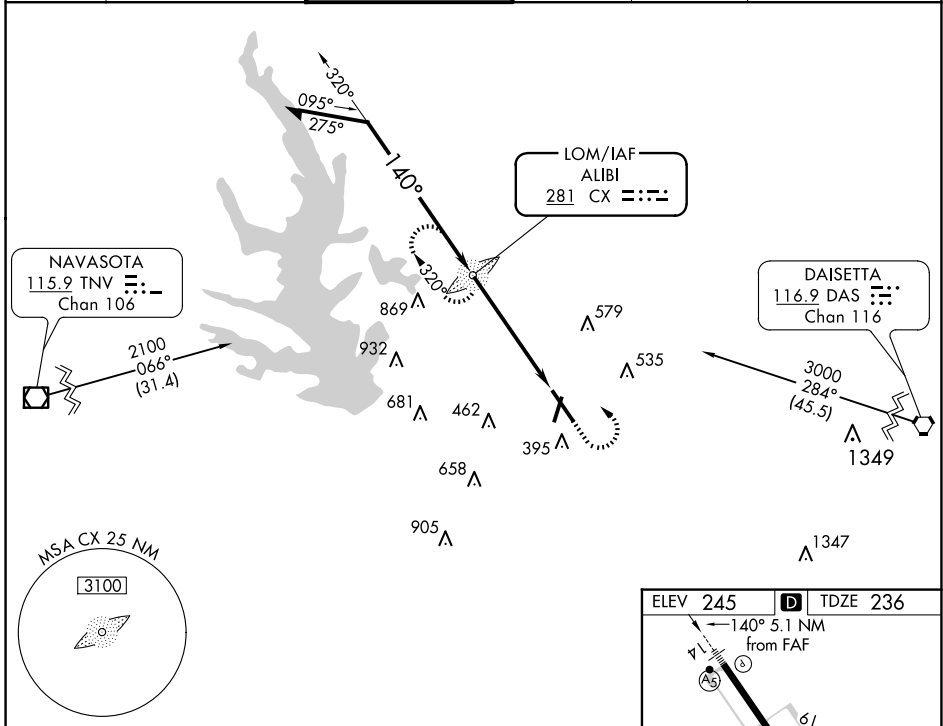 320°
095°
275°
140°
LOM/IAF
ALIBI
281 CX
320°
NAVASOTA
115.9 TNV
Chan 106
2100
066°
(31.4)
DAISETTA
116.9 DAS
Chan 116
3000
284°
(45.5)
869
579
932
535
681
462
395
1349
658
905
1347
MSA CX 25 NM
3100
ELEV 245 D TDZE 236
140° 5.1 NM
from FAF
14
A5
P
19